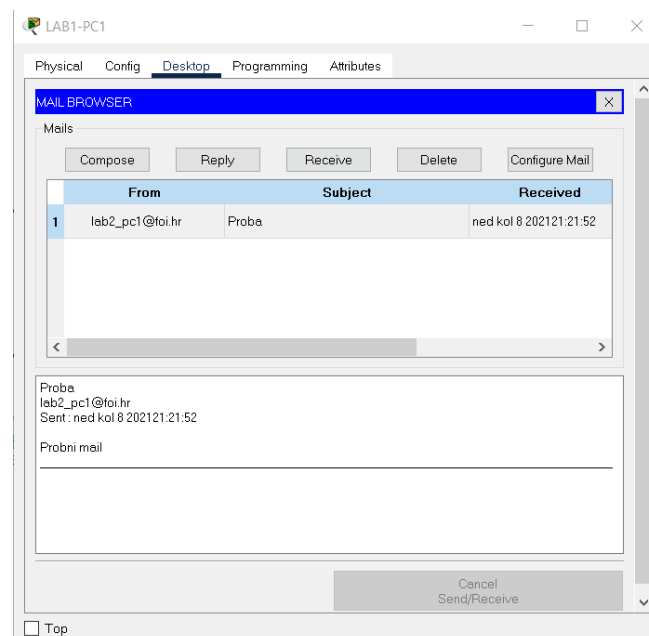 LAB1-PC1
Physical Config Desktop Programming Attributes
MAIL BROWSER X
Mails
Compose Reply Receive Delete Configure Mail
From Subject Received
1 lab2_pc1@foi.hr Proba ned kol 8 202121:21:52
Proba
lab2_pc1@foi.hr
Sent : ned kol 8 202121:21:52
Probni mail
Cancel
Send/Receive
Top